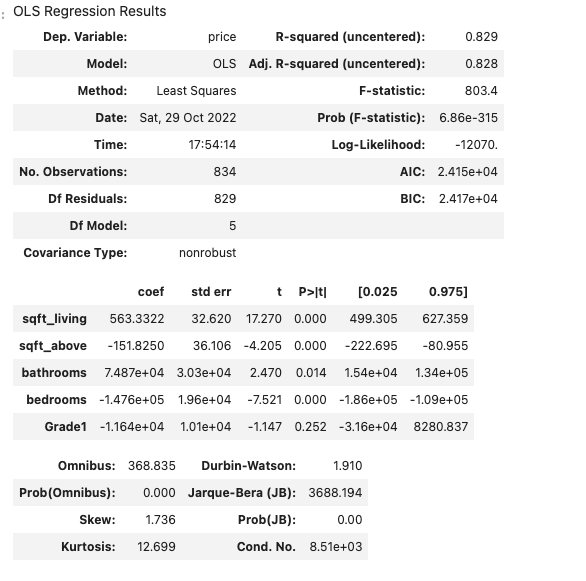 OLS Regression Results
Dep. Variable: price R-squared (uncentered): 0.829
Model: OLS Adj. R-squared (uncentered): 0.828
Method: Least Squares F-statistic: 803.4
Date: Sat, 29 Oct 2022 Prob (F-statistic): 6.86e-315
Time: 17:54:14 Log-Likelihood: -12070.
No. Observations: 834 AIC: 2.415e+04
Df Residuals: 829 BIC: 2.417e+04
Df Model: 5
Covariance Type: nonrobust
coef std err t P>|t| [0.025 0.975]
sqft_living 563.3322 32.620 17.270 0.000 499.305 627.359
sqft_above -151.8250 36.106 -4.205 0.000 -222.695 -80.955
bathrooms 7.487e+04 3.03e+04 2.470 0.014 1.54e+04 1.34e+05
bedrooms -1.476e+05 1.96e+04 -7.521 0.000 -1.86e+05 -1.09e+05
Grade1 -1.164e+04 1.01e+04 -1.147 0.252 -3.16e+04 8280.837
Omnibus: 368.835 Durbin-Watson: 1.910
Prob(Omnibus): 0.000 Jarque-Bera (JB): 3688.194
Skew: 1.736 Prob(JB): 0.00
Kurtosis: 12.699 Cond. No. 8.51e+03